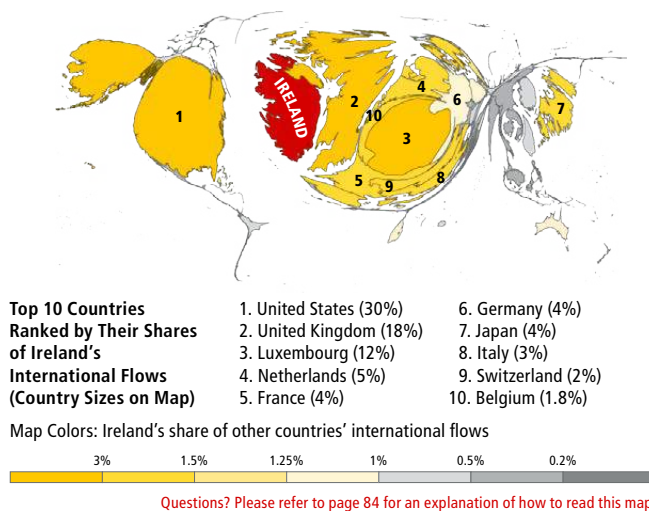 IRELAND
1
2
10
3
4
6
7
5
9
8
Top 10 Countries
Ranked by Their Shares
of Ireland's
International Flows
(Country Sizes on Map)
1. United States (30%)
2. United Kingdom (18%)
3. Luxembourg (12%)
4. Netherlands (5%)
5. France (4%)
6. Germany (4%)
7. Japan (4%)
8. Italy (3%)
9. Switzerland (2%)
10. Belgium (1.8%)
Map Colors: Ireland's share of other countries' international flows
3% 1.5% 1.25% 1% 0.5% 0.2%
Questions? Please refer to page 84 for an explanation of how to read this map